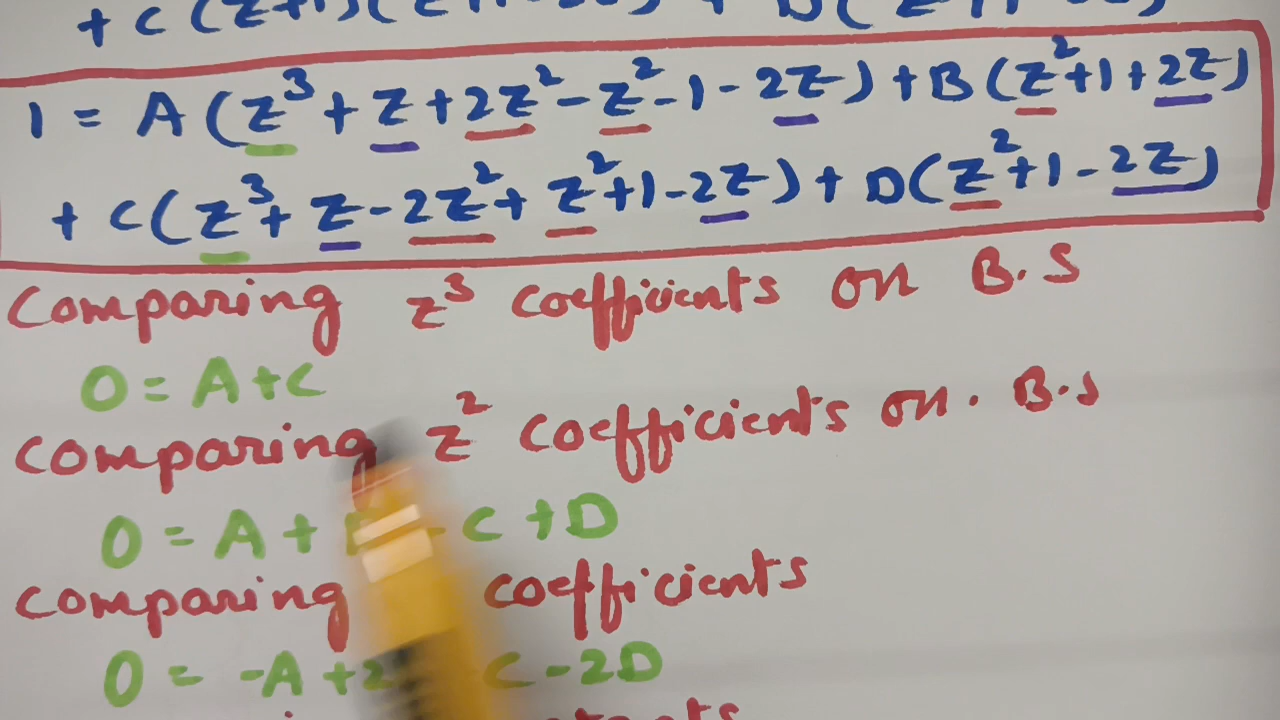 1 = A (z³ + z + 2z² - z² - 1 - 2z) + B (z² + 1 + 2z)
+ C (z³ + z - 2z² + z² + 1 - 2z) + D (z² + 1 - 2z)
Comparing z³ coefficients on B.S
0 = A + C
Comparing z² coefficients on. B.S
0 = A + - C + D
Comparing coefficients
0 = -A + 2 C - 2D